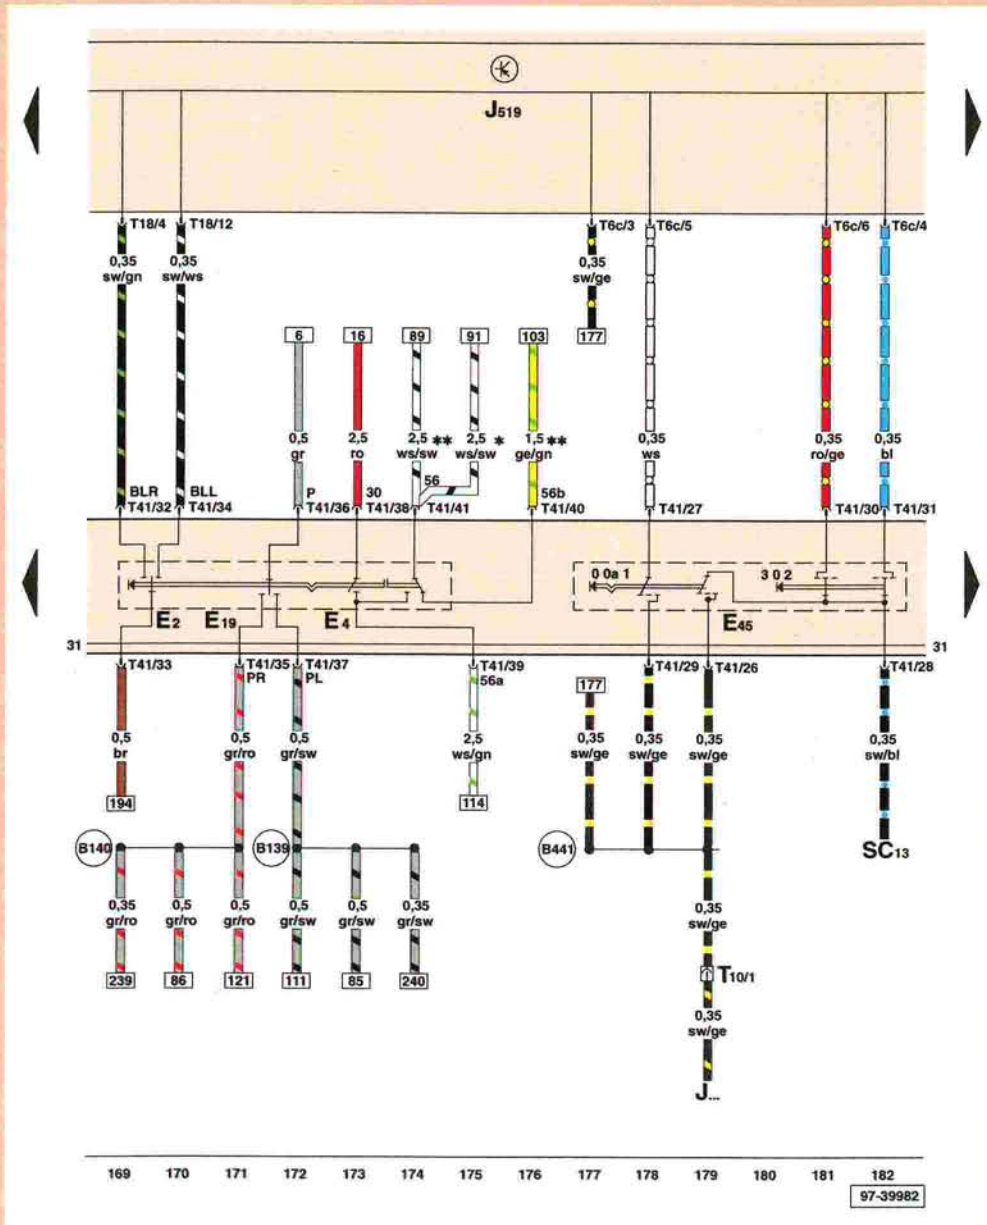 J519
T18/4 T18/12 T6c/3 T6c/5 T6c/6 T6c/4
0,35 0,35 0,35
sw/gn sw/ws sw/ge
6 16 89 91 103 177
0,5 2,5 2,5 ** 2,5 * 1,5 ** 0,35 0,35 0,35
gr ro ws/sw ws/sw ge/gn ws ro/ge bl
BLR BLL P 30 56 56b
T41/32 T41/34 T41/36 T41/38 T41/41 T41/40 T41/27 T41/30 T41/31
0 0a 1 3 0 2
E2 E19 E4 E45
31 31
T41/33 T41/35 T41/37 T41/39 T41/29 T41/26 T41/28
PR PL 56a
177
0,5 0,5 0,5 2,5 0,35 0,35 0,35 0,35
br gr/ro gr/sw ws/gn sw/ge sw/ge sw/ge sw/bl
194 114
B140 B139 B441 SC13
0,35 0,5 0,5 0,5 0,5 0,35 0,35
gr/ro gr/ro gr/ro gr/sw gr/sw gr/sw sw/ge
239 86 121 111 85 240 T10/1
0,35
sw/ge
J...
169 170 171 172 173 174 175 176 177 178 179 180 181 182
97-39982